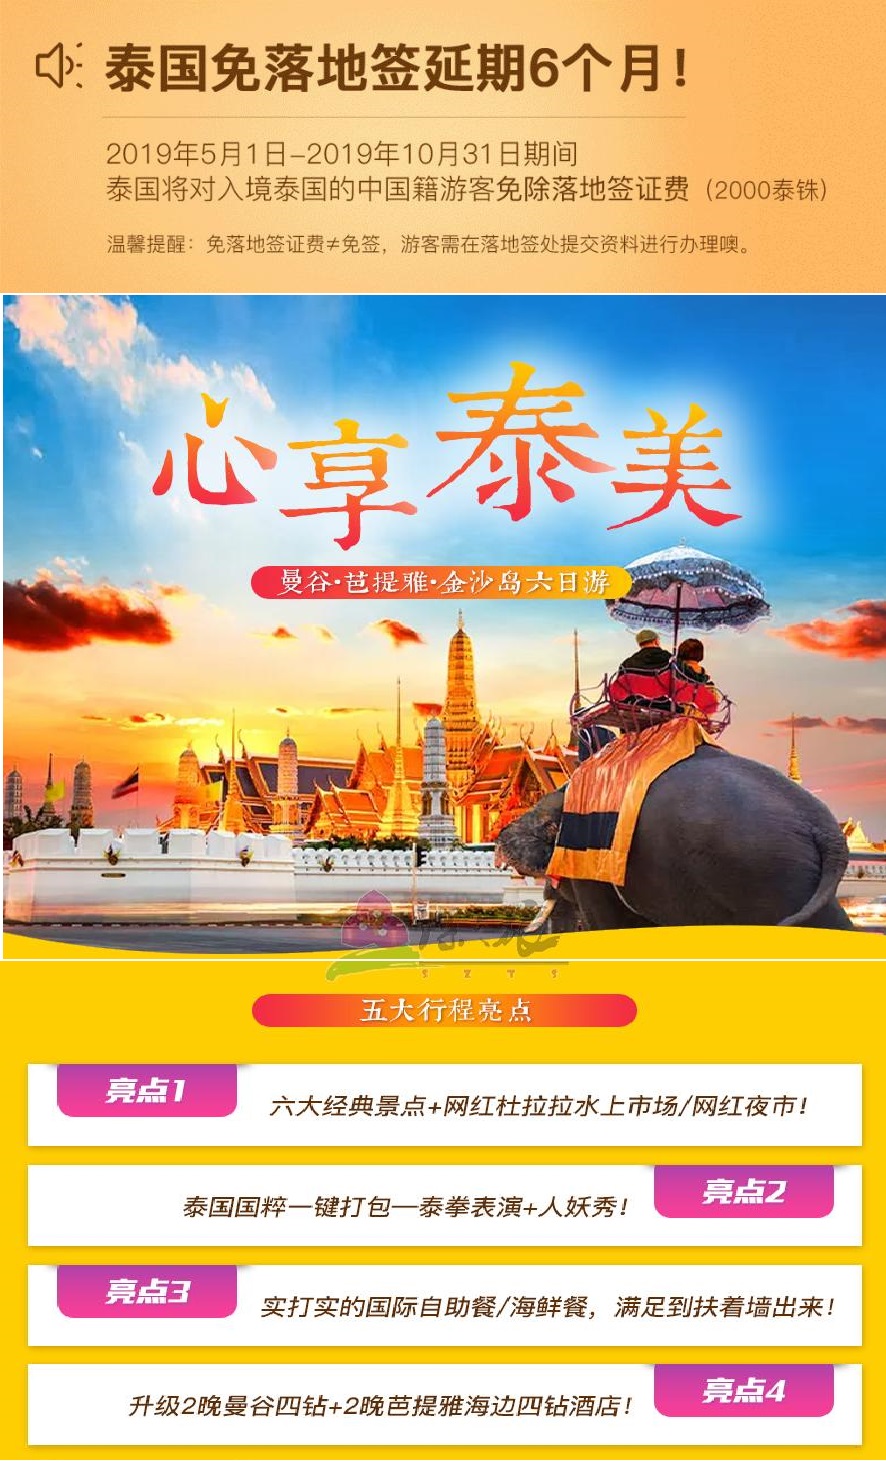 泰国免落地签延期6个月！
2019年5月1日-2019年10月31日期间
泰国将对入境泰国的中国籍游客免除落地签证费（2000泰铢）
温馨提醒：免落地签证费≠免签，游客需在落地签处提交资料进行办理噢。
心享泰美
曼谷·芭提雅·金沙岛六日游
S Z T S
五大行程亮点
亮点1
六大经典景点+网红杜拉拉水上市场/网红夜市！
泰国国粹一键打包—泰拳表演+人妖秀！
亮点2
亮点3
实打实的国际自助餐/海鲜餐，满足到扶着墙出来！
升级2晚曼谷四钻+2晚芭提雅海边四钻酒店！
亮点4